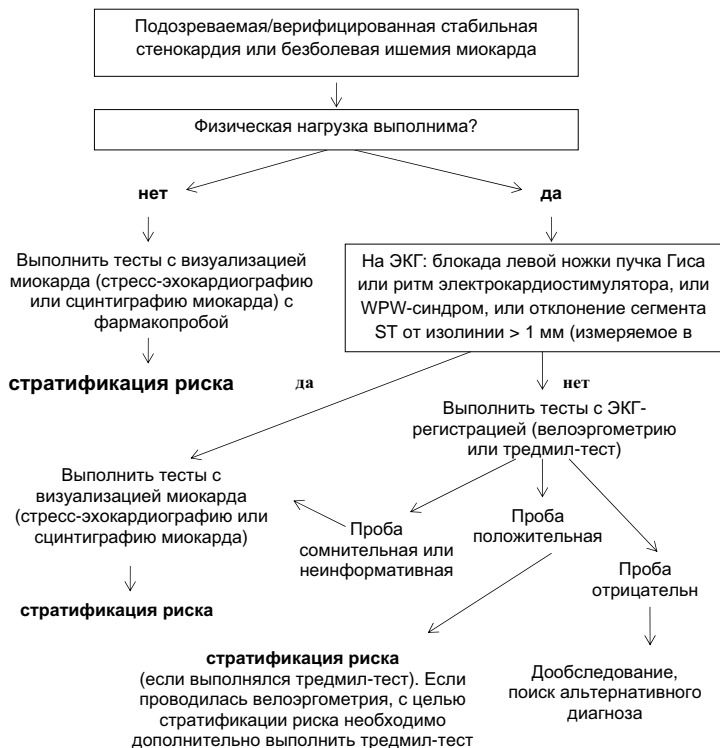 Подозреваемая/верифицированная стабильная
стенокардия или безболевая ишемия миокарда
Физическая нагрузка выполнима?
нет
да
Выполнить тесты с визуализацией
миокарда (стресс-эхокардиографию
или сцинтиграфию миокарда) с
фармакопробой
На ЭКГ: блокада левой ножки пучка Гиса
или ритм электрокардиостимулятора, или
WPW-синдром, или отклонение сегмента
ST от изолинии > 1 мм (измеряемое в
стратификация риска
да
нет
Выполнить тесты с ЭКГ-
регистрацией (велоэргометрию
или тредмил-тест)
Выполнить тесты с
визуализацией миокарда
(стресс-эхокардиографию или
сцинтиграфию миокарда)
Проба
сомнительная или
неинформативная
Проба
положительная
Проба
отрицательн
стратификация риска
стратификация риска
(если выполнялся тредмил-тест). Если
проводилась велоэргометрия, с целью
стратификации риска необходимо
дополнительно выполнить тредмил-тест
Дообследование,
поиск альтернативного
диагноза